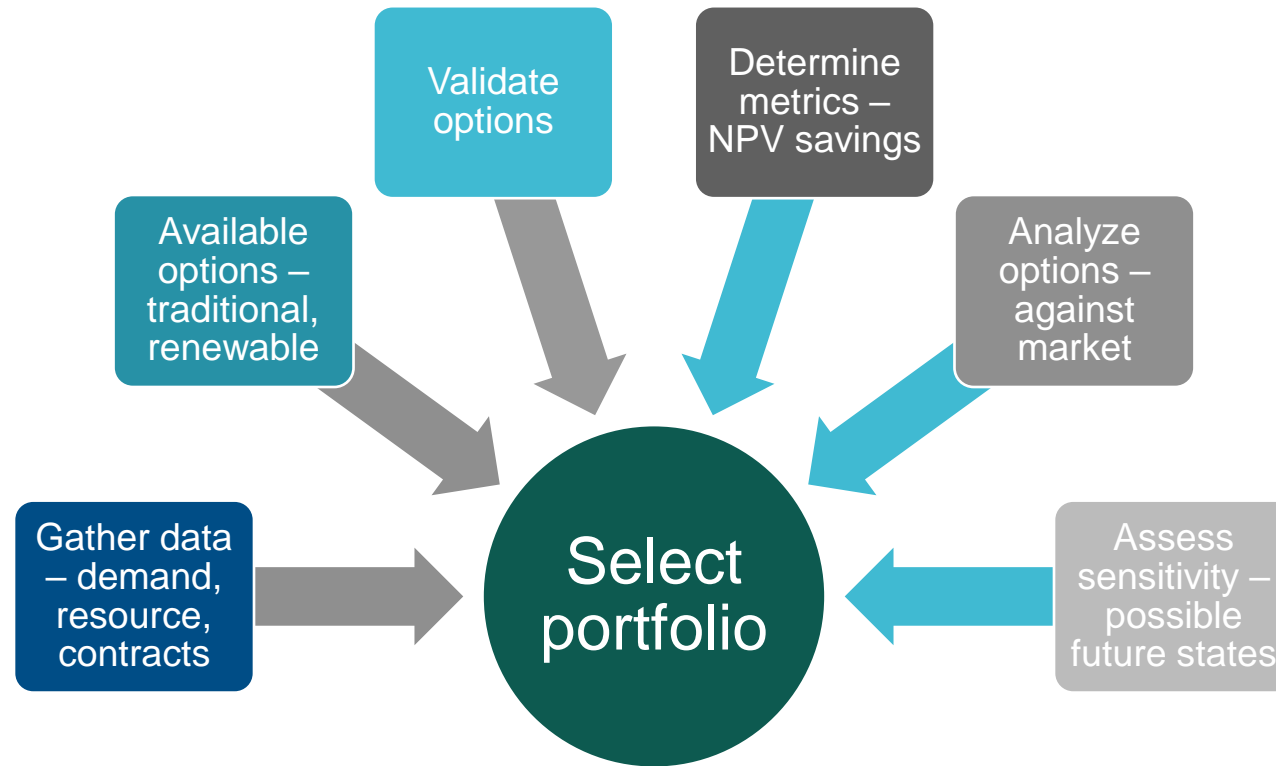 Gather data
– demand,
resource,
contracts
Available
options –
traditional,
renewable
Validate
options
Determine
metrics –
NPV savings
Analyze
options –
against
market
Assess
sensitivity –
possible
future states
Select
portfolio